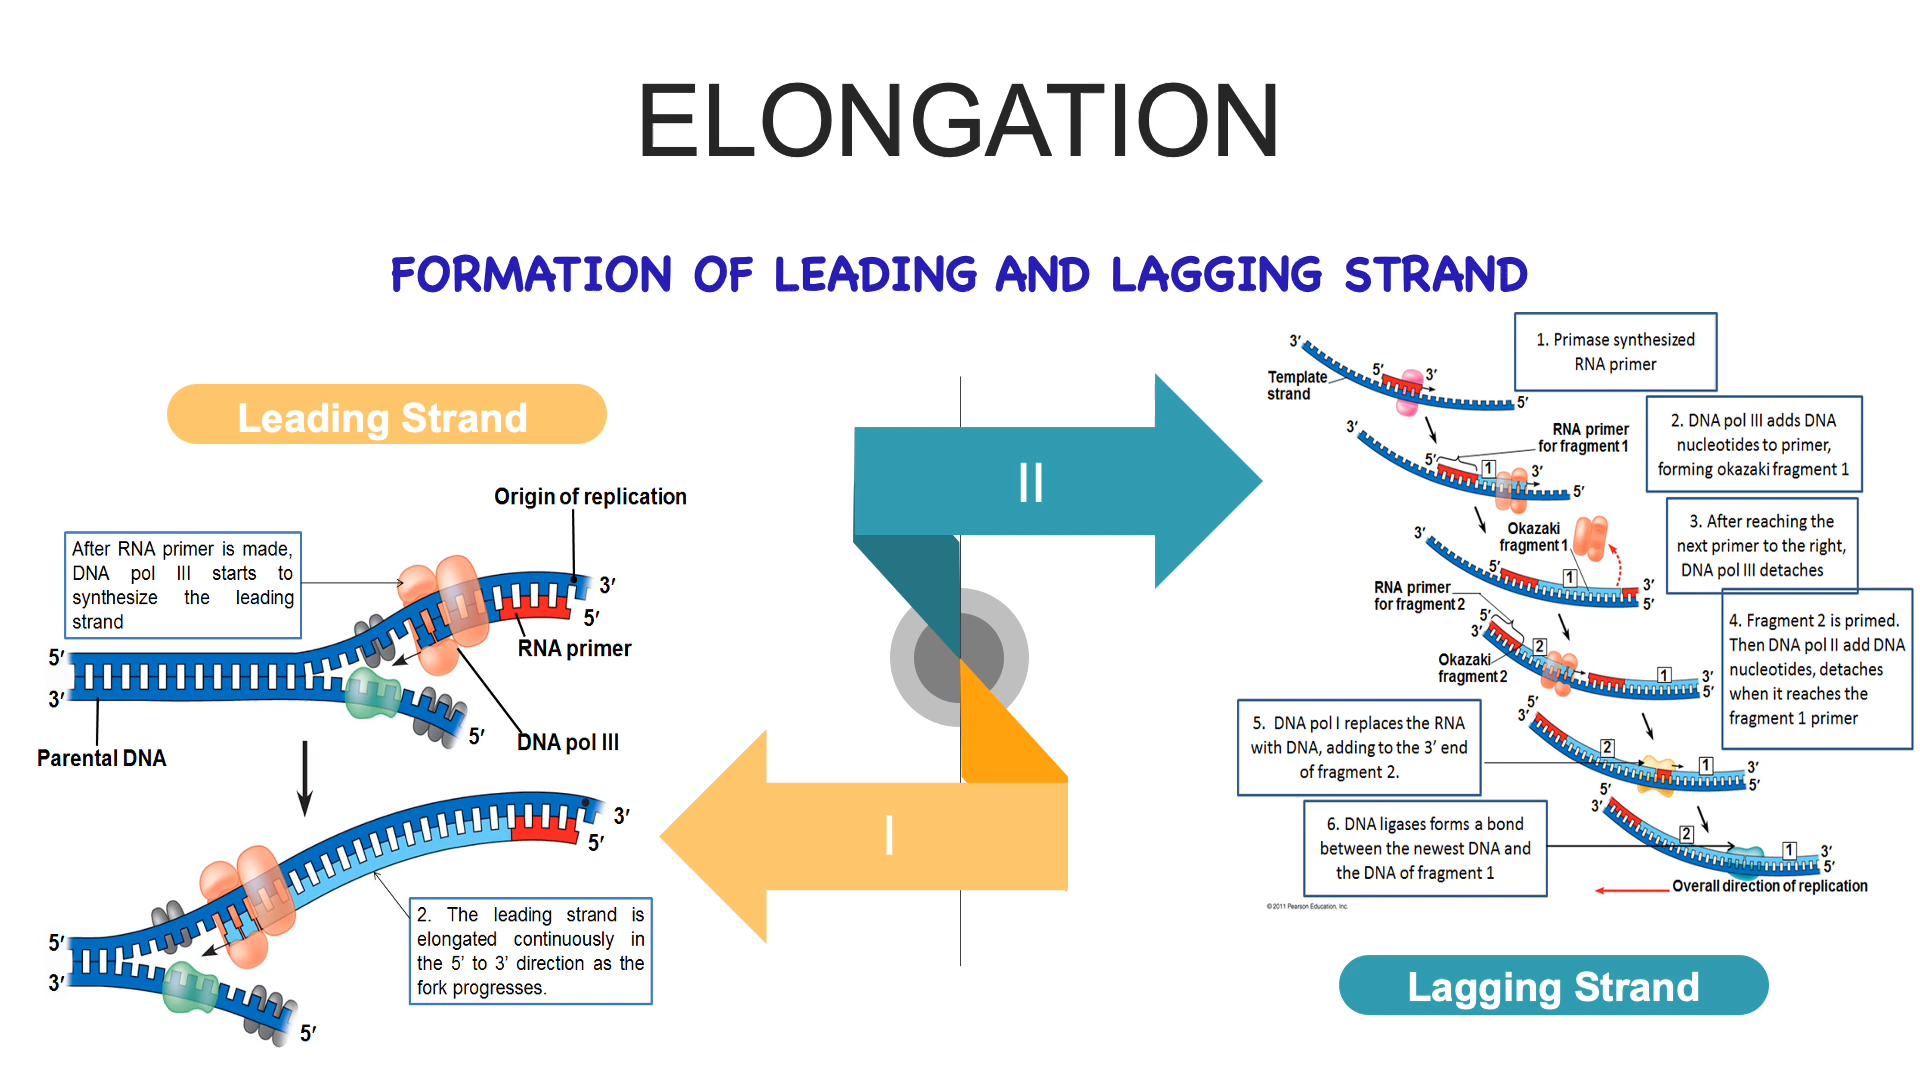 ELONGATION
FORMATION OF LEADING AND LAGGING STRAND
Leading Strand
Origin of replication
After RNA primer is made,
DNA pol III starts to
synthesize the leading
strand
3′
5′
RNA primer
5′
3′
5′
DNA pol III
Parental DNA
3′
5′
2. The leading strand is
elongated continuously in
the 5’ to 3’ direction as the
fork progresses.
5′
3′
5′
II
I
1. Primase synthesized
RNA primer
3′
5′
3′
Template
strand
5′
2. DNA pol III adds DNA
nucleotides to primer,
forming okazaki fragment 1
3′
RNA primer
for fragment 1
5′
1
3′
5′
3. After reaching the
next primer to the right,
DNA pol III detaches
Okazaki
fragment 1
3′
5′
1
3′
5′
4. Fragment 2 is primed.
Then DNA pol II add DNA
nucleotides, detaches
when it reaches the
fragment 1 primer
RNA primer
for fragment 2
5′
3′
2
Okazaki
fragment 2
1
3′
5′
5. DNA pol I replaces the RNA
with DNA, adding to the 3’ end
of fragment 2.
5′
3′
2
1
3′
5′
6. DNA ligases forms a bond
between the newest DNA and
the DNA of fragment 1
5′
3′
2
1
3′
5′
Overall direction of replication
© 2011 Pearson Education, Inc.
Lagging Strand